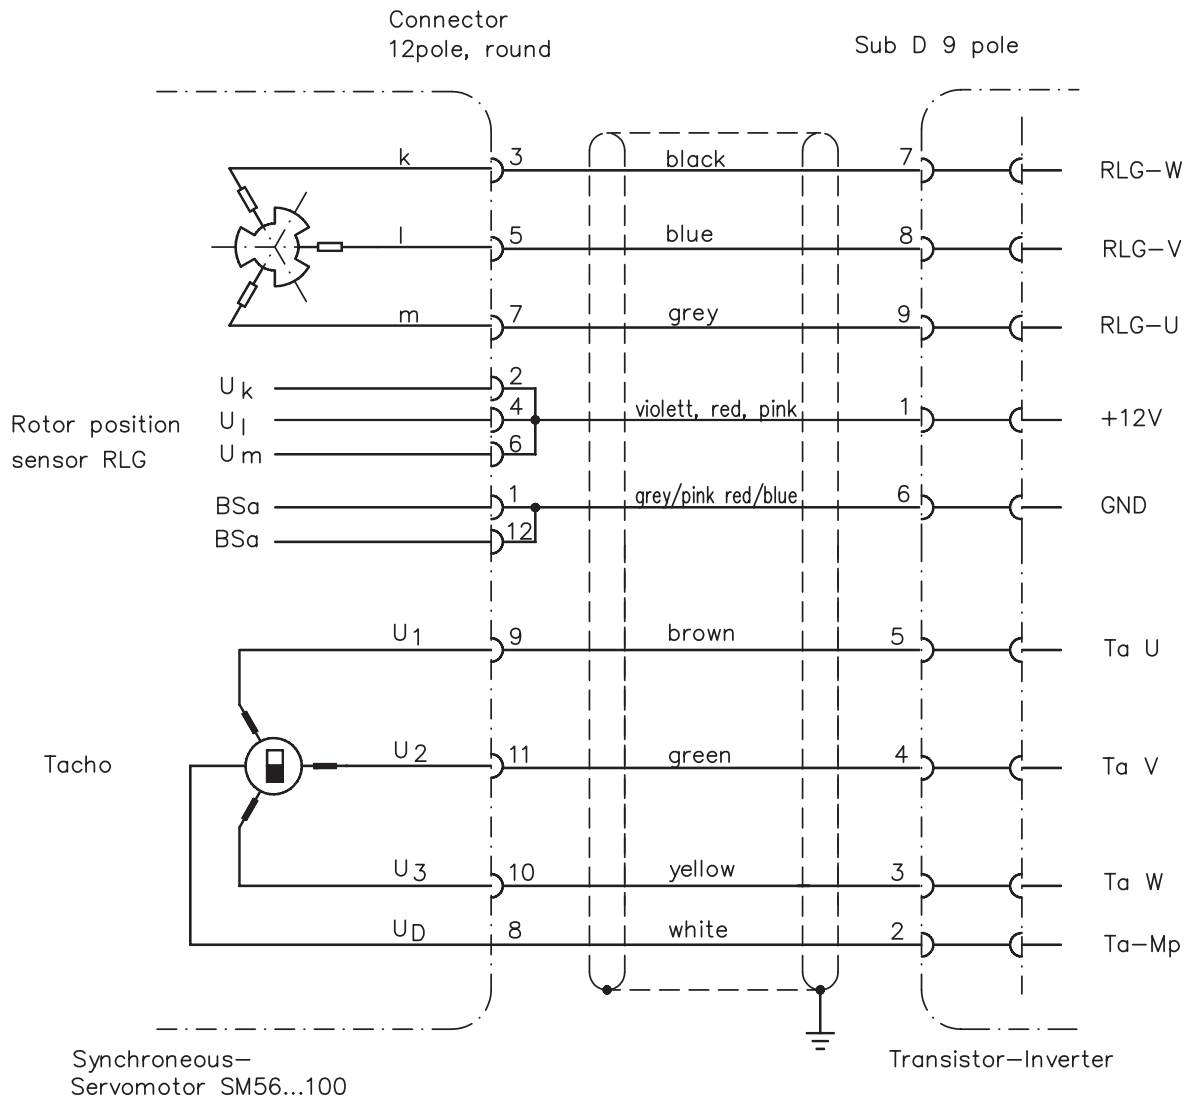 Connector
12pole, round
Sub D 9 pole
k 3 black 7 RLG-W
l 5 blue 8 RLG-V
m 7 grey 9 RLG-U
Uk 2
Rotor position
sensor RLG
Ul 4 violett, red, pink 1 +12V
Um 6
BSa 1 grey/pink red/blue 6 GND
BSa 12
U1 9 brown 5 Ta U
Tacho U2 11 green 4 Ta V
U3 10 yellow 3 Ta W
UD 8 white 2 Ta-Mp
Synchroneous-
Servomotor SM56...100
Transistor-Inverter